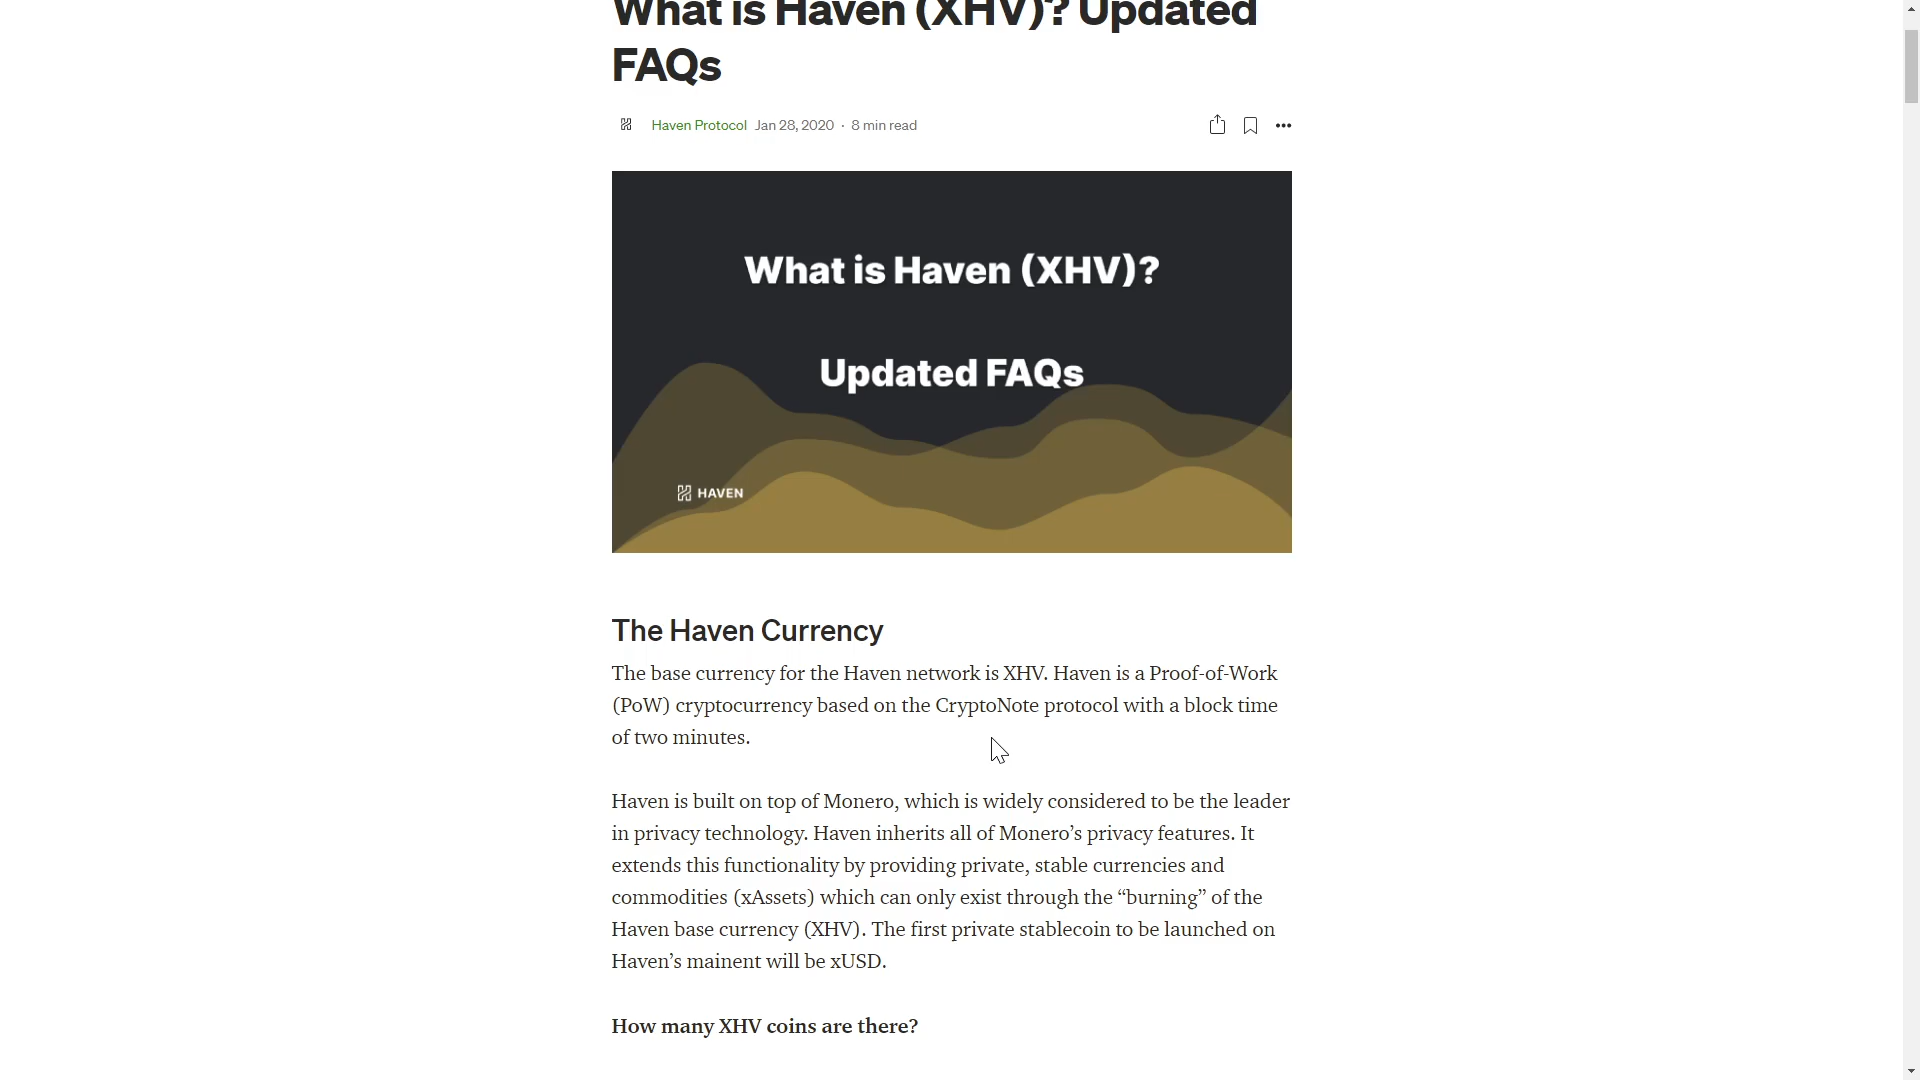 What is Haven (XHV)? Updated
FAQs
Haven Protocol Jan 28, 2020 · 8 min read
What is Haven (XHV)?
Updated FAQs
HAVEN
The Haven Currency
The base currency for the Haven network is XHV. Haven is a Proof-of-Work
(PoW) cryptocurrency based on the CryptoNote protocol with a block time
of two minutes.
Haven is built on top of Monero, which is widely considered to be the leader
in privacy technology. Haven inherits all of Monero’s privacy features. It
extends this functionality by providing private, stable currencies and
commodities (xAssets) which can only exist through the “burning” of the
Haven base currency (XHV). The first private stablecoin to be launched on
Haven’s mainent will be xUSD.
How many XHV coins are there?